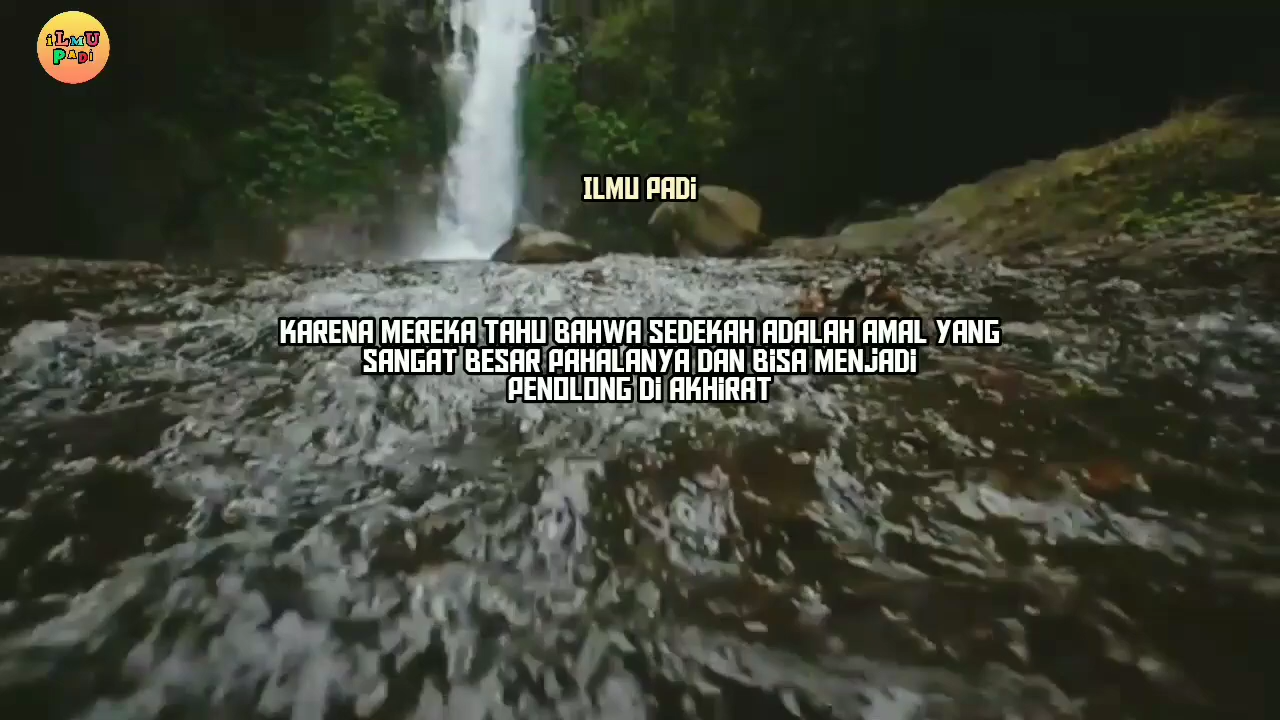 iLMU
PADi
ILMU PADi
KARENA MEREKA TAHU BAHWA SEDEKAH ADALAH AMAL YANG
SANGAT BESAR PAHALANYA DAN BiSA MENJADi
PENOLONG Di AKHiRAT